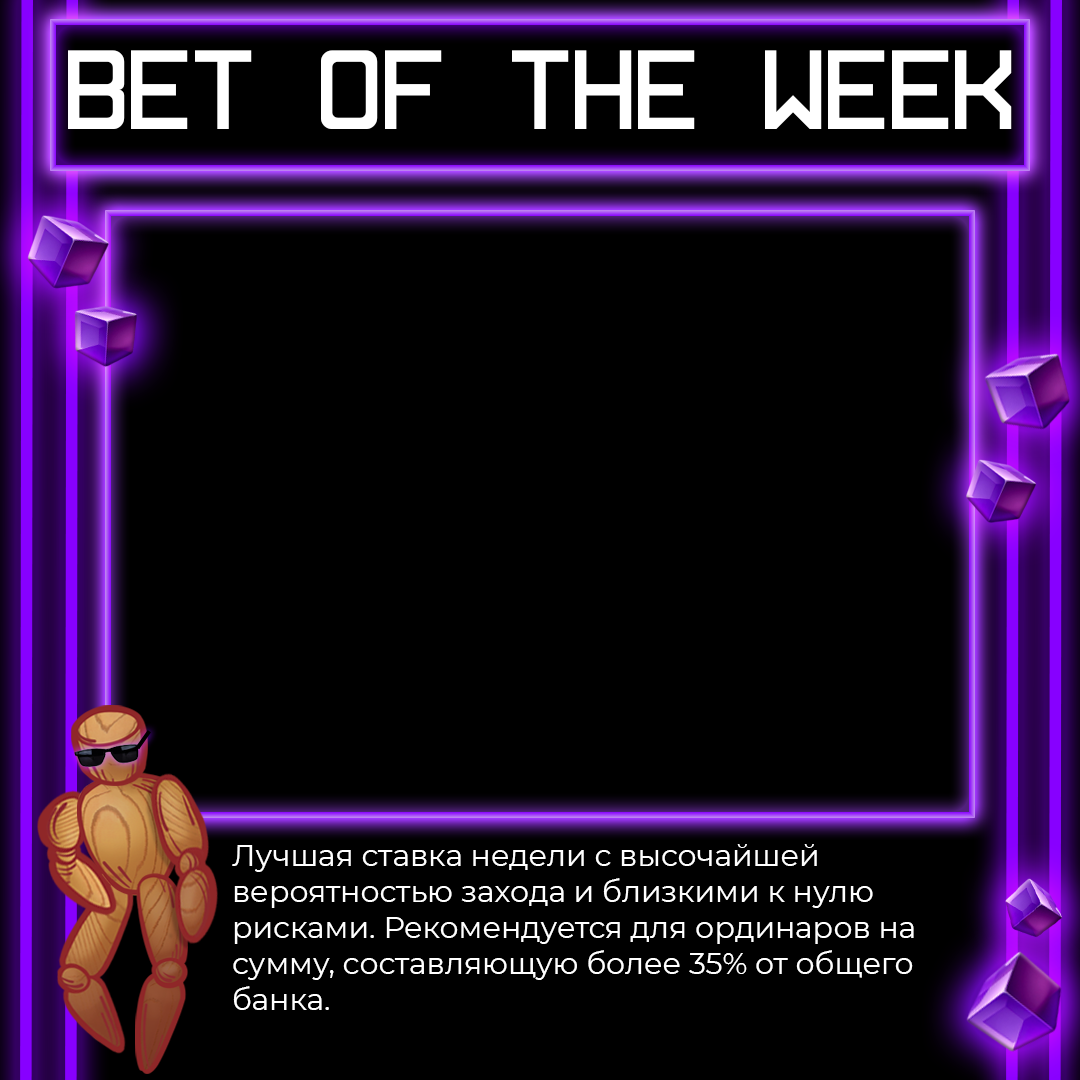 BET OF THE WEEK
Лучшая ставка недели с высочайшей
вероятностью захода и близкими к нулю
рисками. Рекомендуется для ординаров на
сумму, составляющую более 35% от общего
банка.